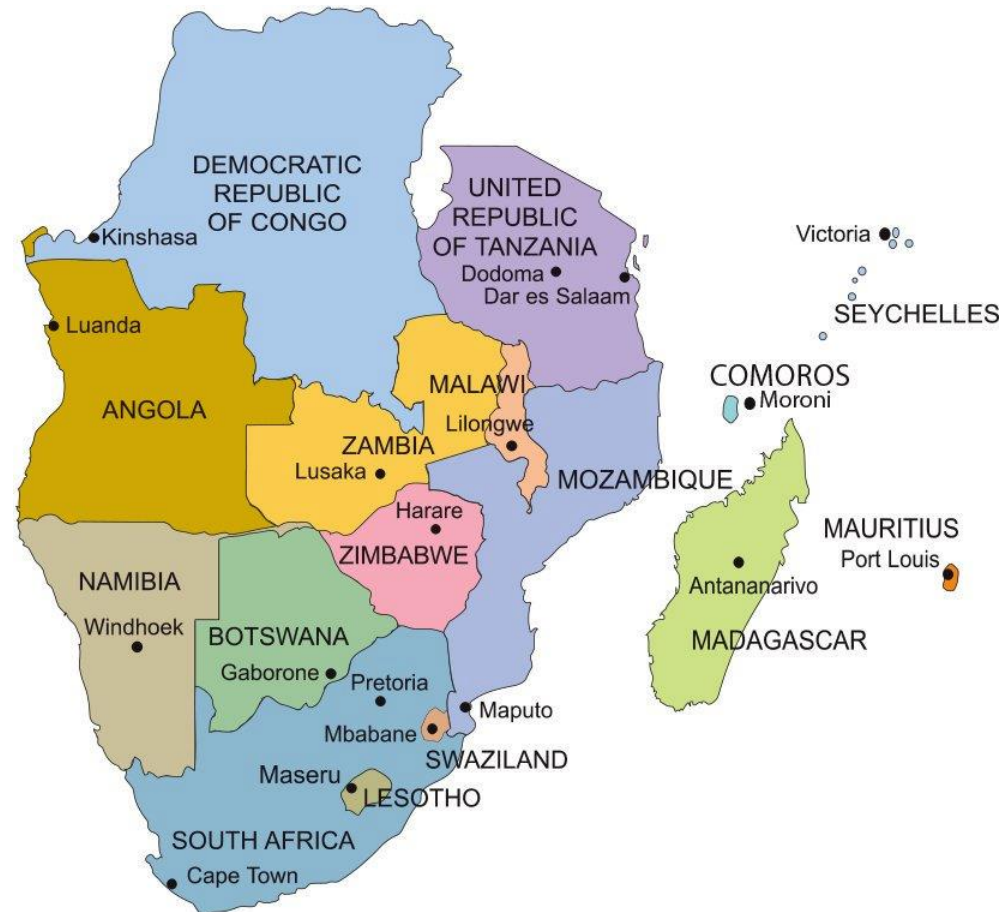 DEMOCRATIC
REPUBLIC
OF CONGO
Kinshasa
UNITED
REPUBLIC
OF TANZANIA
Dodoma
Dar es Salaam
Victoria
SEYCHELLES
Luanda
ANGOLA
MALAWI
Lilongwe
ZAMBIA
Lusaka
COMOROS
Moroni
MOZAMBIQUE
Harare
ZIMBABWE
MAURITIUS
Port Louis
Antananarivo
MADAGASCAR
NAMIBIA
Windhoek
BOTSWANA
Gaborone
Pretoria
Maputo
Mbabane
SWAZILAND
Maseru
LESOTHO
SOUTH AFRICA
Cape Town